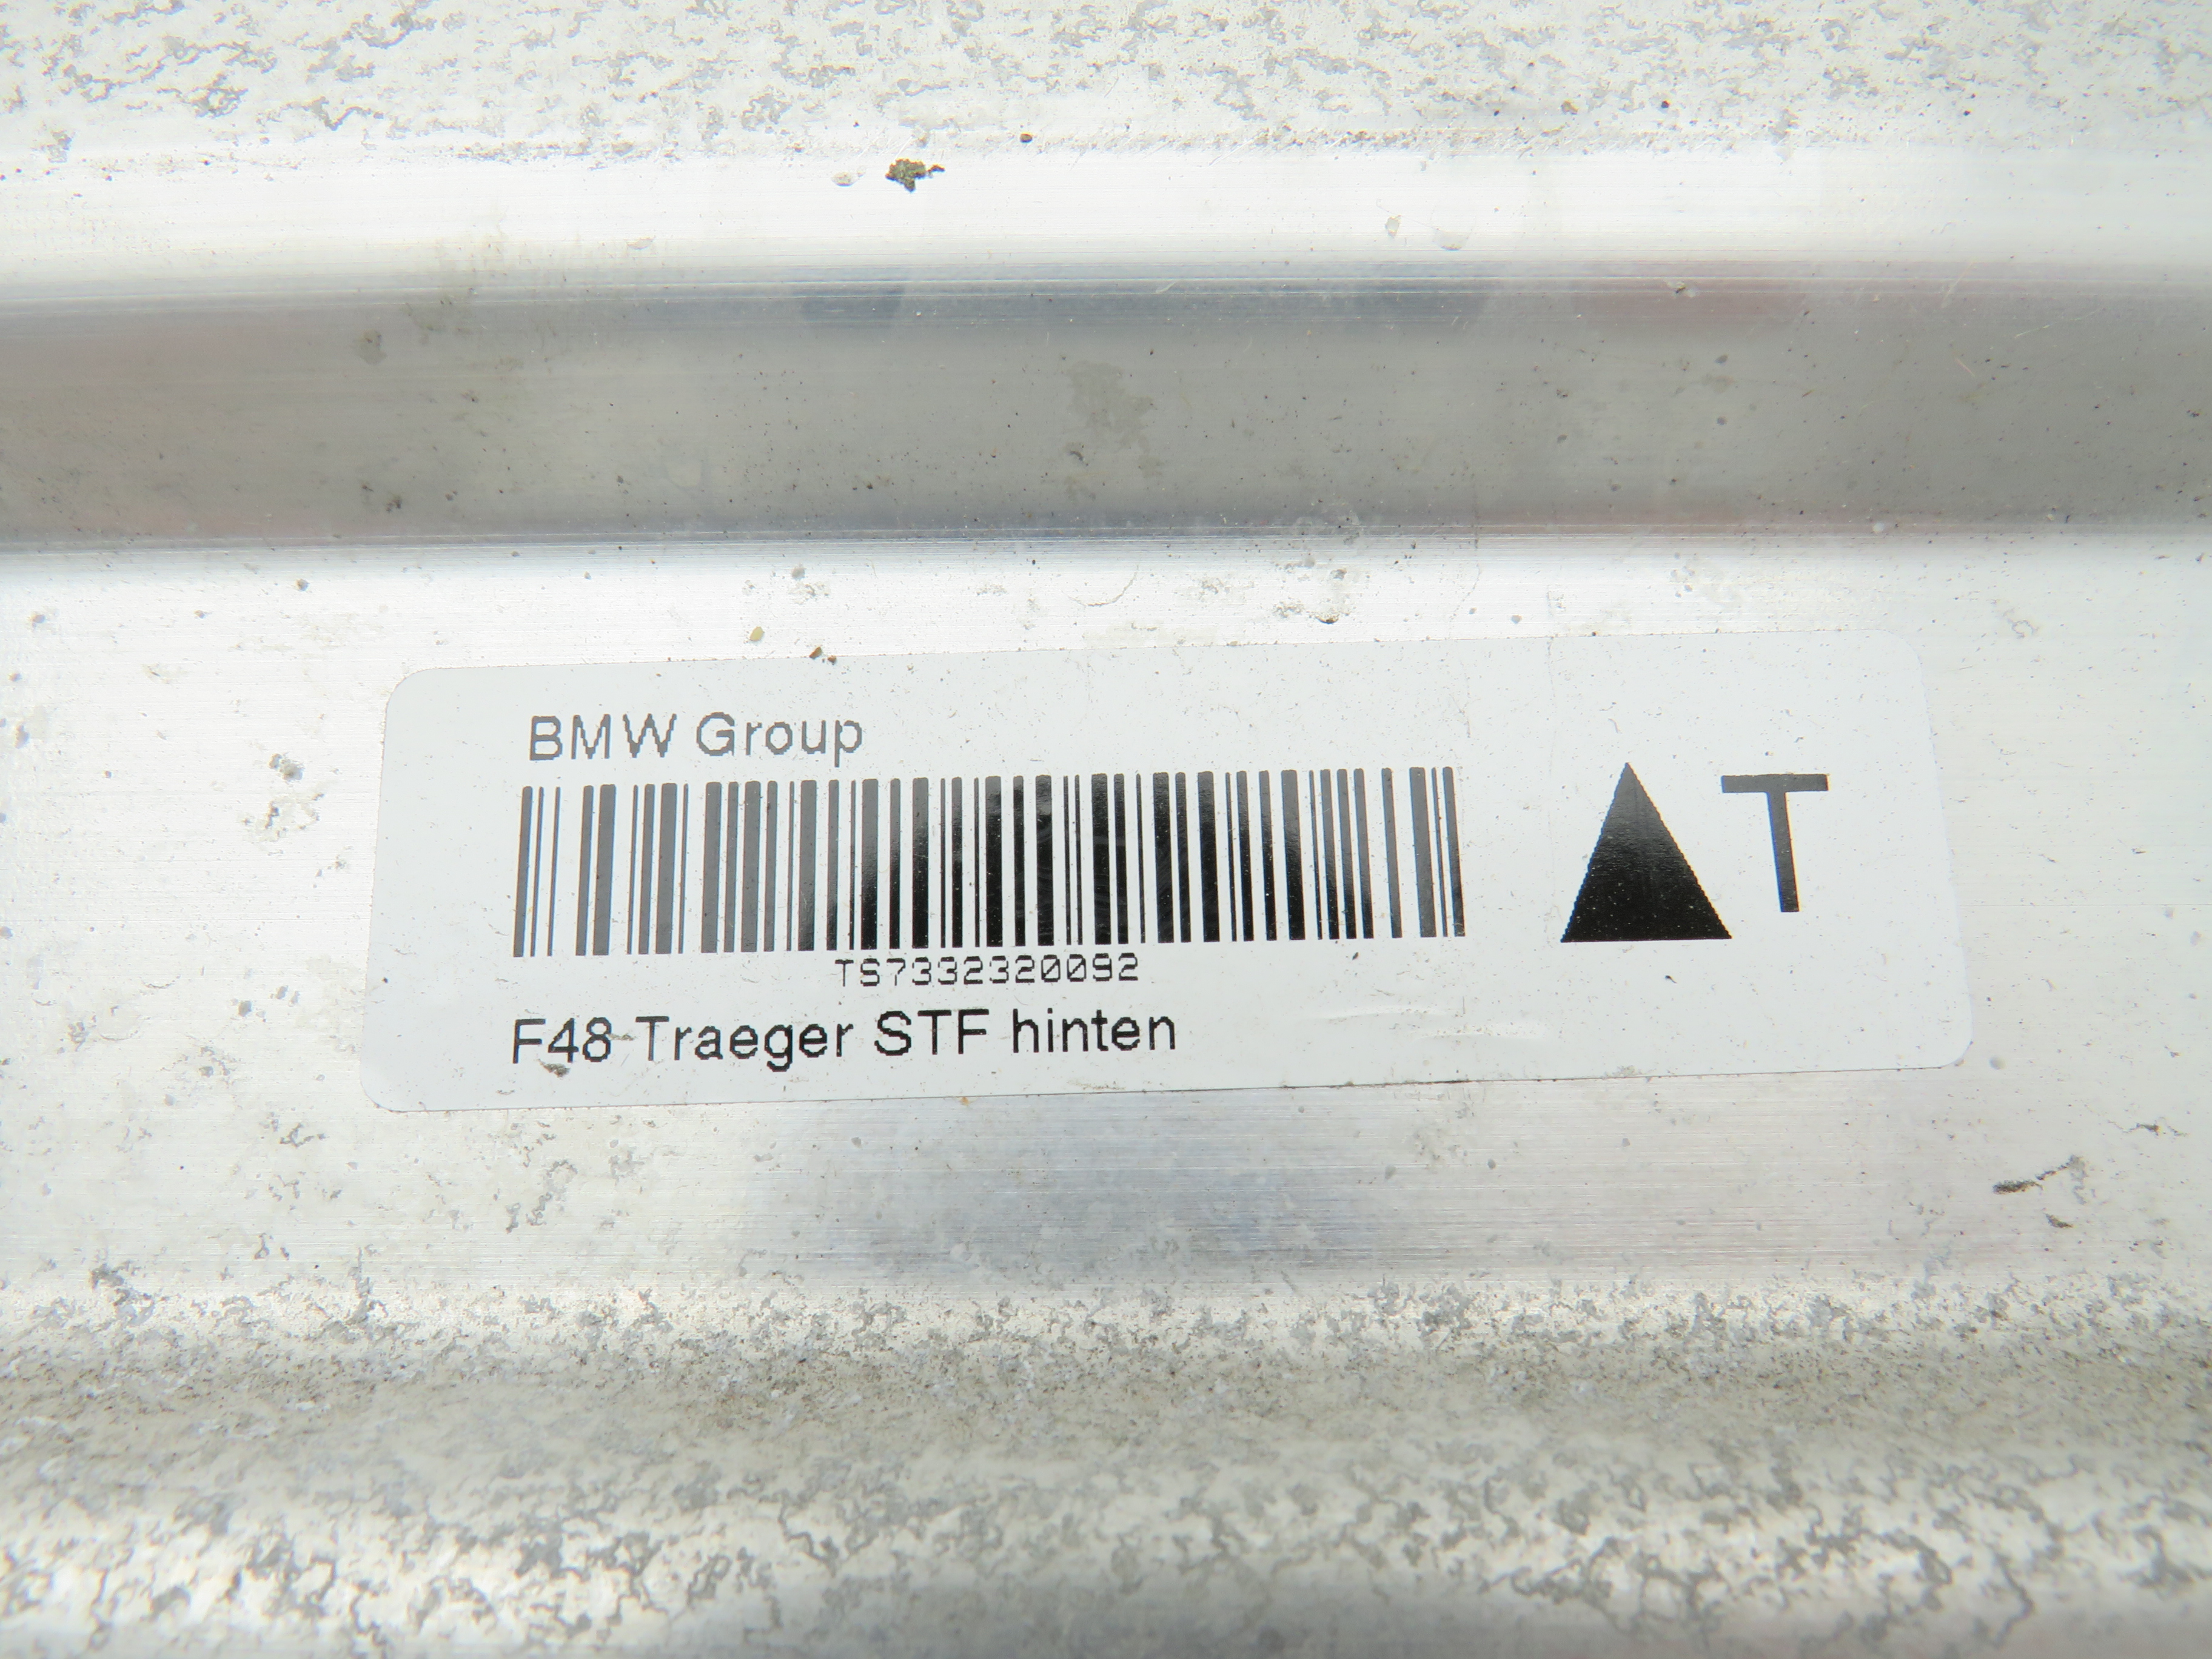 BMW Group
TS7332320092
F48 Traeger STF hinten
T